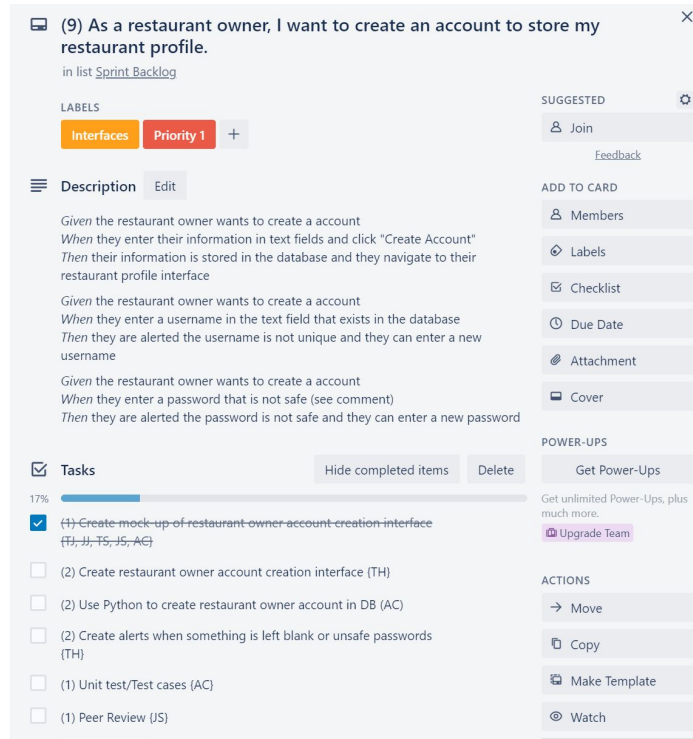 (9) As a restaurant owner, I want to create an account to store my
restaurant profile.
in list Sprint Backlog
LABELS
Interfaces Priority 1 +
Description Edit
Given the restaurant owner wants to create a account
When they enter their information in text fields and click "Create Account"
Then their information is stored in the database and they navigate to their
restaurant profile interface
Given the restaurant owner wants to create a account
When they enter a username in the text field that exists in the database
Then they are alerted the username is not unique and they can enter a new
username
Given the restaurant owner wants to create a account
When they enter a password that is not safe (see comment)
Then they are alerted the password is not safe and they can enter a new password
Tasks Hide completed items Delete
17%
(1) Create mock-up of restaurant owner account creation interface
{TJ, JJ, TS, JS, AC}
(2) Create restaurant owner account creation interface {TH}
(2) Use Python to create restaurant owner account in DB (AC)
(2) Create alerts when something is left blank or unsafe passwords
{TH}
(1) Unit test/Test cases {AC}
(1) Peer Review {JS}
SUGGESTED
Join
Feedback
ADD TO CARD
Members
Labels
Checklist
Due Date
Attachment
Cover
POWER-UPS
Get Power-Ups
Get unlimited Power-Ups, plus
much more.
Upgrade Team
ACTIONS
Move
Copy
Make Template
Watch